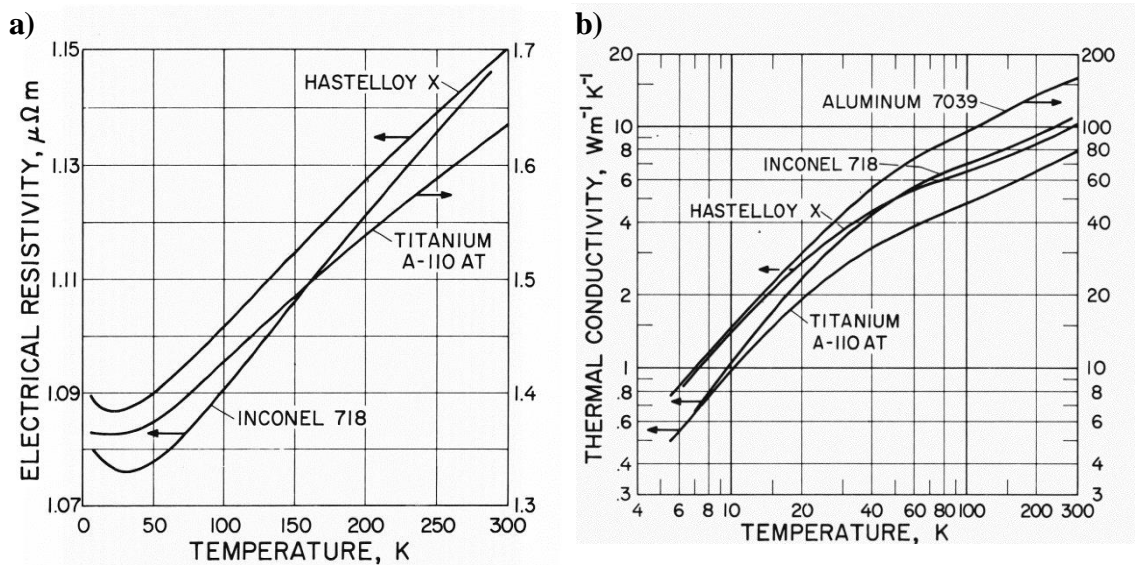 a)
ELECTRICAL RESISTIVITY, μΩm
1.15
1.13
1.11
1.09
1.07
1.7
1.6
1.5
1.4
1.3
HASTELLOY X
TITANIUM
A-110 AT
INCONEL 718
0 50 100 150 200 250 300
TEMPERATURE, K
b)
THERMAL CONDUCTIVITY, Wm⁻¹ K⁻¹
20
10
8
6
4
2
1
.8
.6
.4
.3
200
100
80
60
40
20
10
8
6
4
3
ALUMINUM 7039
INCONEL 718
HASTELLOY X
TITANIUM
A-110 AT
4 6 8 10 20 40 60 100 200 300
TEMPERATURE, K